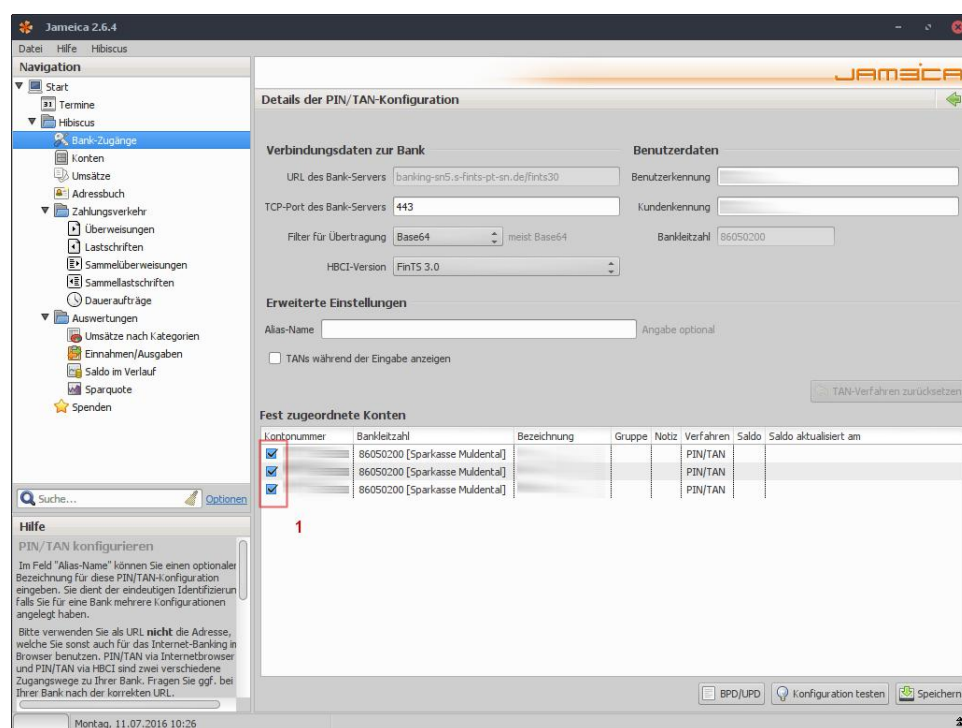 Jameica 2.6.4
Datei Hilfe Hibiscus
Navigation
Start
Termine
Hibiscus
Bank-Zugänge
Konten
Umsätze
Adressbuch
Zahlungsverkehr
Überweisungen
Lastschriften
Sammelüberweisungen
Sammellastschriften
Daueraufträge
Auswertungen
Umsätze nach Kategorien
Einnahmen/Ausgaben
Saldo im Verlauf
Sparquote
Spenden
Suche... Optionen
Hilfe
PIN/TAN konfigurieren
Im Feld "Alias-Name" können Sie einen optionaler
Bezeichnung für diese PIN/TAN-Konfiguration
eingeben. Sie dient der eindeutigen Identifizierun
falls Sie für eine Bank mehrere Konfigurationen
angelegt haben.
Bitte verwenden Sie als URL nicht die Adresse,
welche Sie sonst auch für das Internet-Banking in
Browser benutzen. PIN/TAN via Internetbrowser
und PIN/TAN via HBCI sind zwei verschiedene
Zugangswege zu Ihrer Bank. Fragen Sie ggf. bei
Ihrer Bank nach der korrekten URL.
JAMEICA
Details der PIN/TAN-Konfiguration
Verbindungsdaten zur Bank
URL des Bank-Servers banking-sn5.s-fints-pt-sn.de/fints30
TCP-Port des Bank-Servers 443
Filter für Übertragung Base64 meist Base64
HBCI-Version FinTS 3.0
Benutzerdaten
Benutzerkennung
Kundenkennung
Bankleitzahl 86050200
Erweiterte Einstellungen
Alias-Name Angabe optional
TANs während der Eingabe anzeigen
TAN-Verfahren zurücksetzen
Fest zugeordnete Konten
Kontonummer Bankleitzahl Bezeichnung Gruppe Notiz Verfahren Saldo Saldo aktualisiert am
86050200 [Sparkasse Muldental] PIN/TAN
86050200 [Sparkasse Muldental] PIN/TAN
86050200 [Sparkasse Muldental] PIN/TAN
1
BPD/UPD Konfiguration testen Speichern
Montag, 11.07.2016 10:26